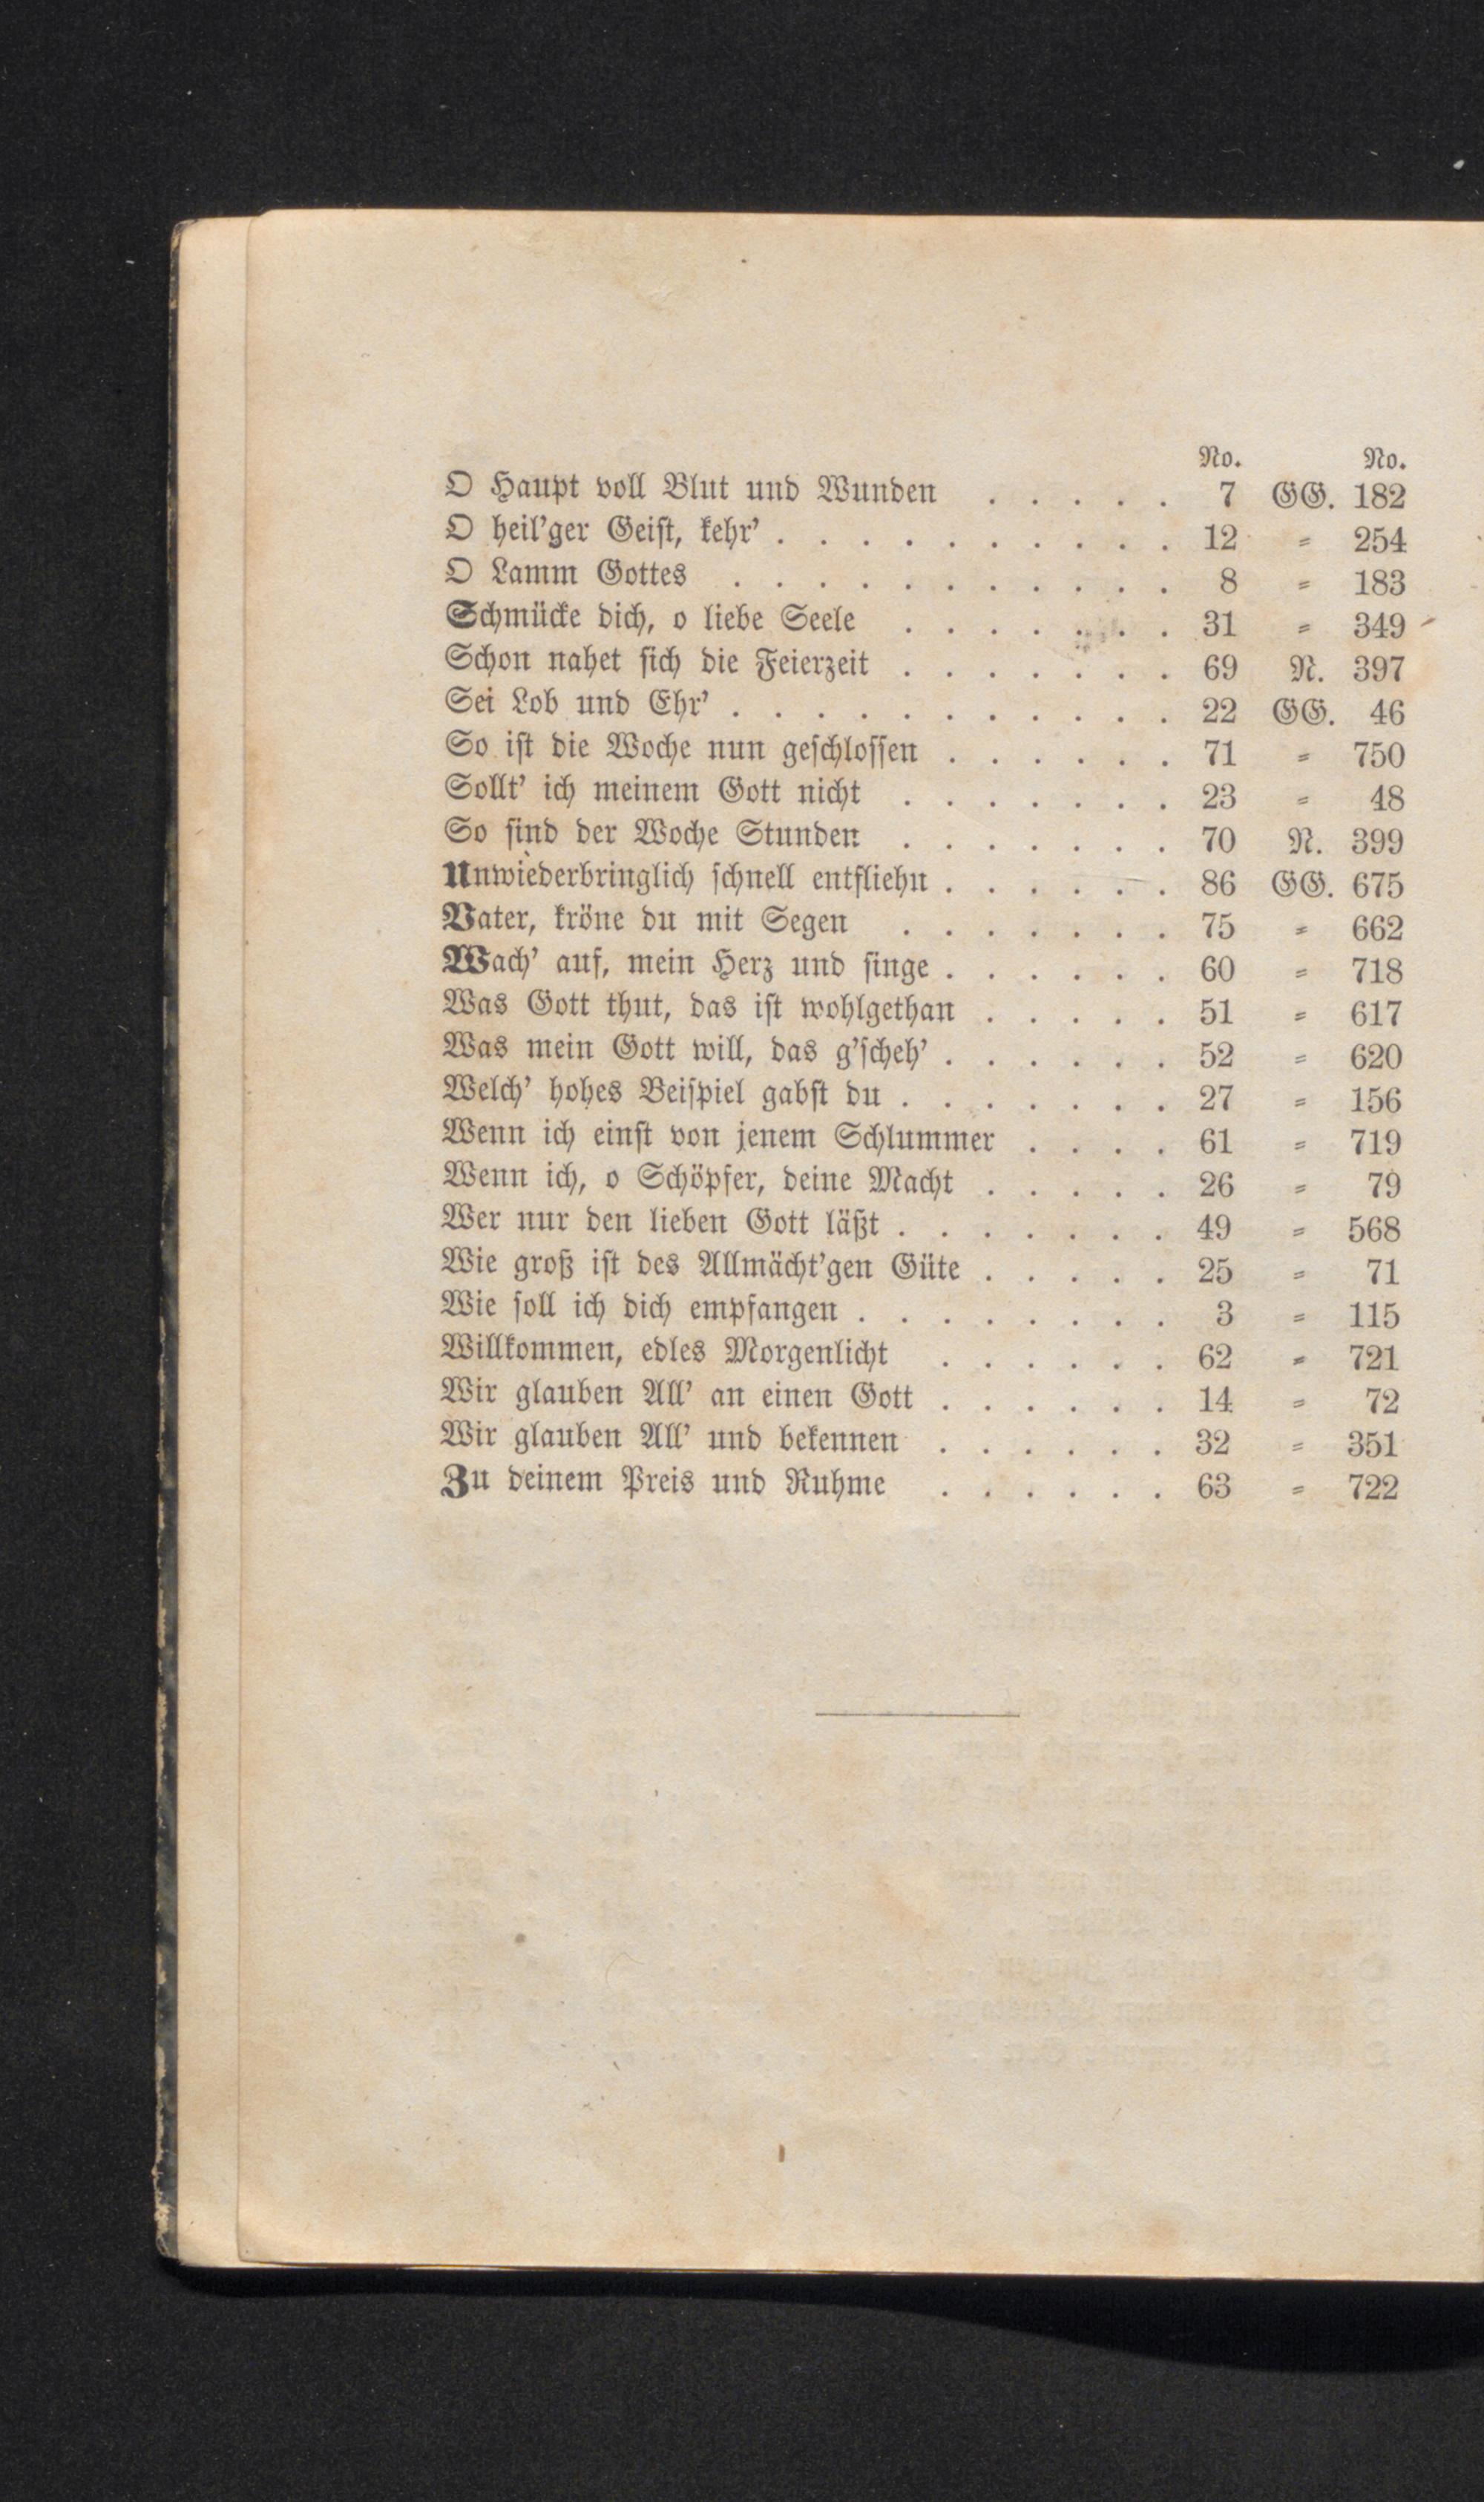 No. No.
O Haupt voll Blut und Wunden . . . . . 7 GG. 182
O heil'ger Geist, kehr' . . . . . . . . . . 12 = 254
O Lamm Gottes . . . . . . . . . . . 8 = 183
Schmücke dich, o liebe Seele . . . . . . . 31 = 349
Schon nahet sich die Feierzeit . . . . . . . 69 N. 397
Sei Lob und Ehr' . . . . . . . . . . . 22 GG. 46
So ist die Woche nun geschlossen . . . . . . 71 = 750
Sollt' ich meinem Gott nicht . . . . . . . 23 = 48
So sind der Woche Stunden . . . . . . . 70 N. 399
Unwiederbringlich schnell entfliehn . . . . . . 86 GG. 675
Vater, kröne du mit Segen . . . . . . . 75 = 662
Wach' auf, mein Herz und singe . . . . . . 60 = 718
Was Gott thut, das ist wohlgethan . . . . . 51 = 617
Was mein Gott will, das g'scheh' . . . . . . 52 = 620
Welch' hohes Beispiel gabst du . . . . . . . 27 = 156
Wenn ich einst von jenem Schlummer . . . . 61 = 719
Wenn ich, o Schöpfer, deine Macht . . . . . 26 = 79
Wer nur den lieben Gott läßt . . . . . . . 49 = 568
Wie groß ist des Allmächt'gen Güte . . . . . 25 = 71
Wie soll ich dich empfangen . . . . . . . . 3 = 115
Willkommen, edles Morgenlicht . . . . . . 62 = 721
Wir glauben All' an einen Gott . . . . . . 14 = 72
Wir glauben All' und bekennen . . . . . . 32 = 351
Zu deinem Preis und Ruhme . . . . . . 63 = 722